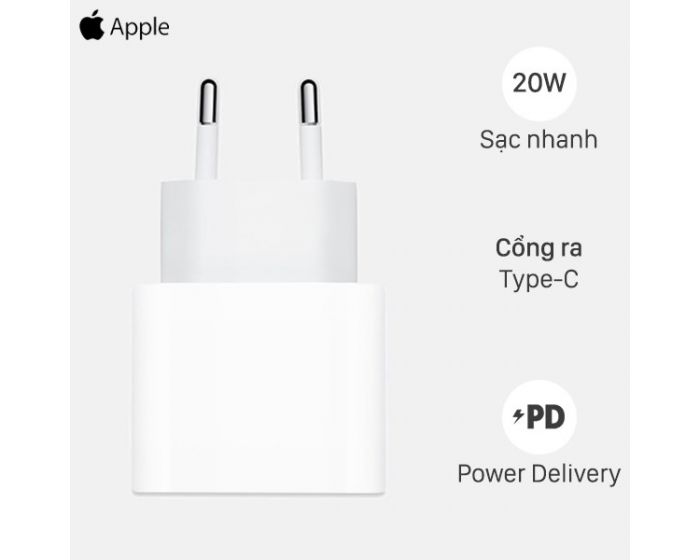 Apple
20W
Sạc nhanh
Cổng ra
Type-C
PD
Power Delivery